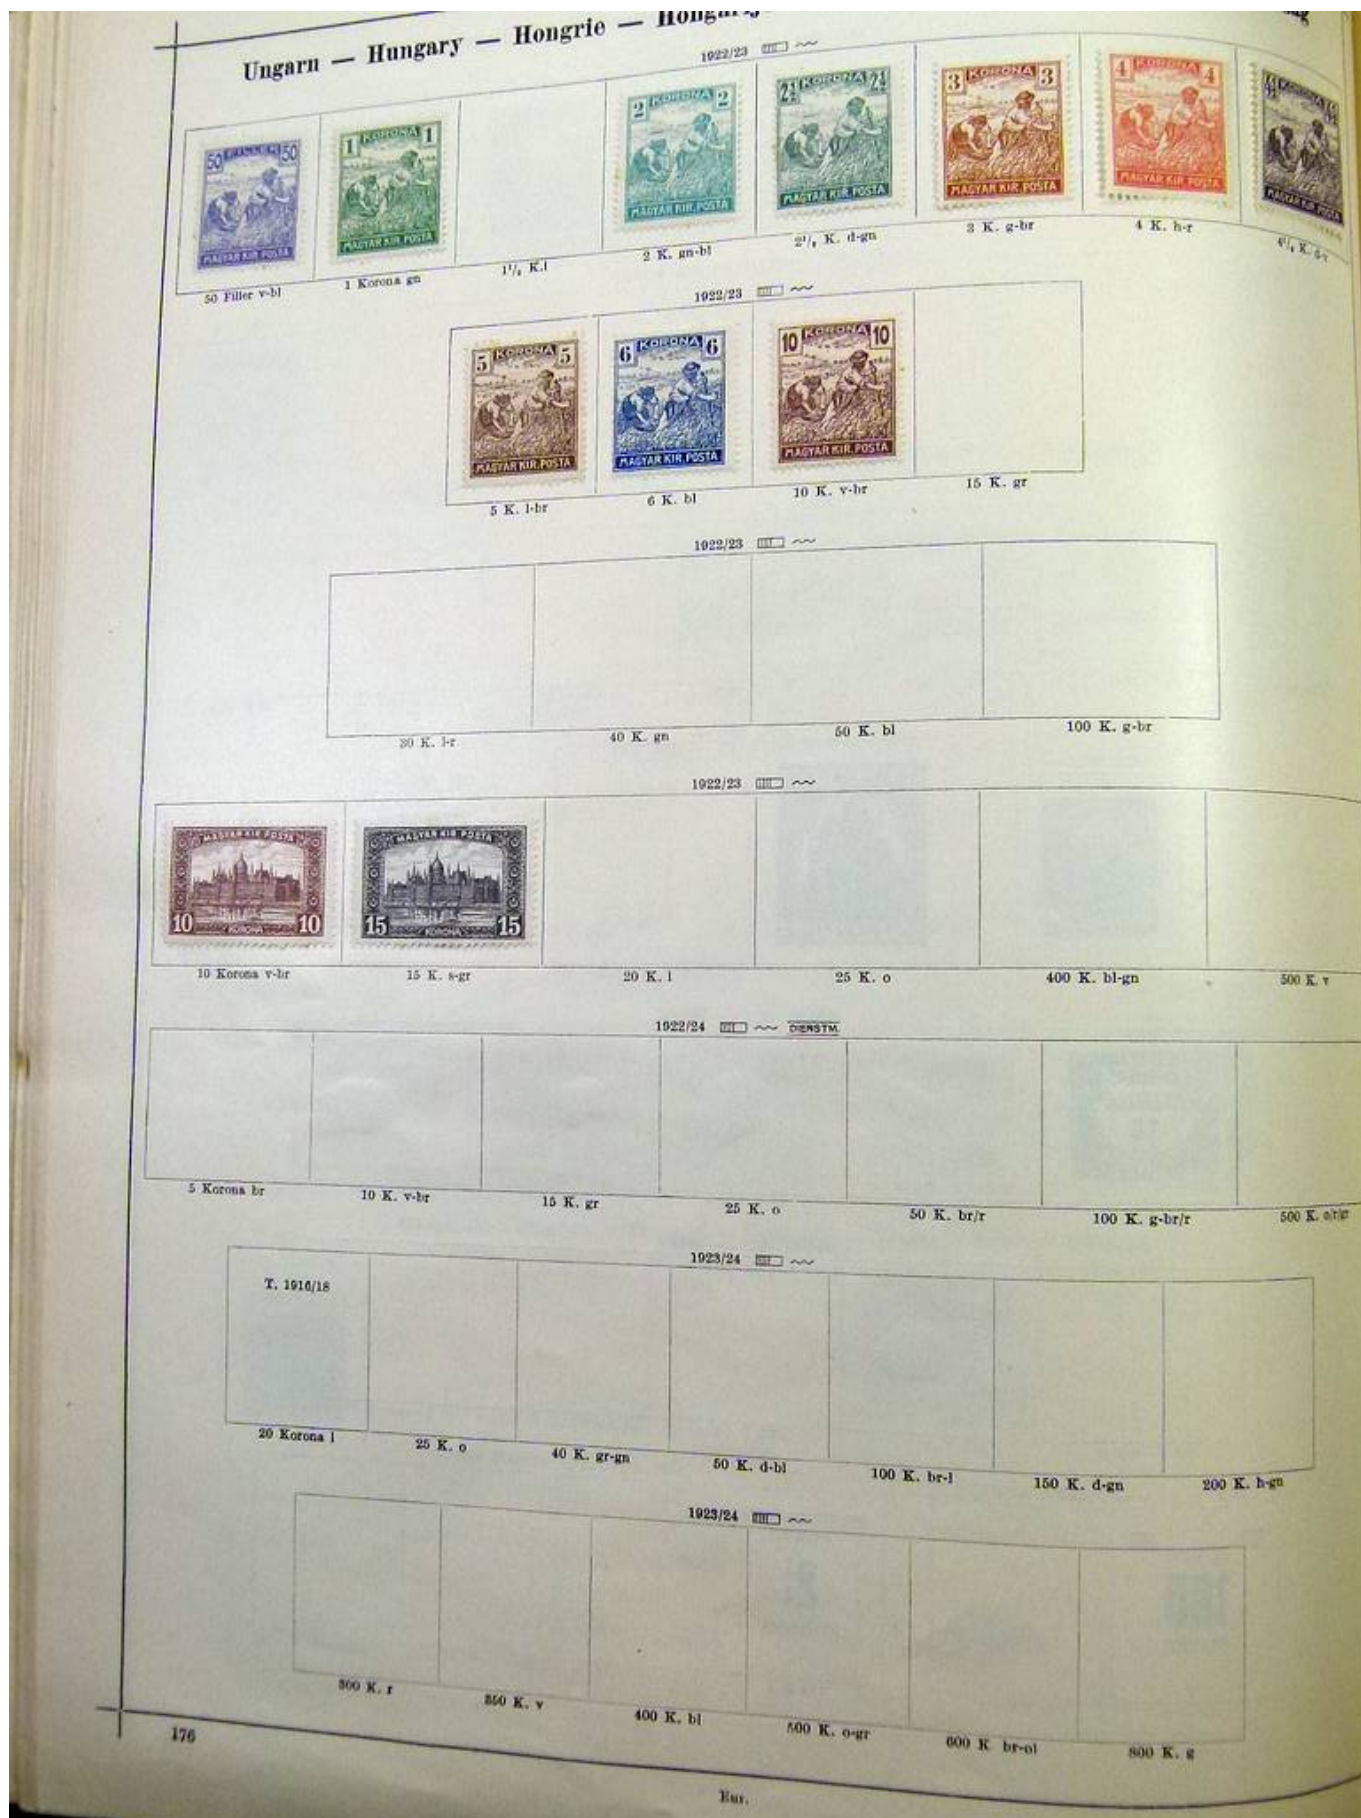 Ungarn — Hungary — Hongrie —
1922/23
50 FILLER 50
MAGYAR KIR. POSTA
1 KORONA
MAGYAR KIR. POSTA
2 KORONA 2
MAGYAR KIR. POSTA
2½ KORONA 2½
MAGYAR KIR. POSTA
3 KORONA 3
MAGYAR KIR. POSTA
4 KORONA 4
MAGYAR KIR. POSTA
50 Filler v-bl
1 Korona gn
1½ K.l
2 K. gn-bl
2½ K. d-gn
3 K. g-br
4 K. h-r
1922/23
5 KORONA 5
MAGYAR KIR. POSTA
6 KORONA 6
MAGYAR KIR. POSTA
10 KORONA 10
MAGYAR KIR. POSTA
5 K. l-br
6 K. bl
10 K. v-br
15 K. gr
1922/23
30 K. l-r
40 K. gn
50 K. bl
100 K. g-br
1922/23
MAGYAR KIR POSTA
10 KORONA 10
MAGYAR KIR POSTA
15 KORONA 15
10 Korona v-br
15 K. s-gr
20 K. l
25 K. o
400 K. bl-gn
500 K. v
1922/24 DIENSTM.
5 Korona br
10 K. v-br
15 K. gr
25 K. o
50 K. br/r
100 K. g-br/r
500 K.
1923/24
T. 1916/18
20 Korona l
25 K. o
40 K. gr-gn
50 K. d-bl
100 K. br-l
150 K. d-gn
200 K. h-gn
1923/24
300 K. r
350 K. v
400 K. bl
500 K. o-gr
600 K br-ol
800 K. g
176
Eur.